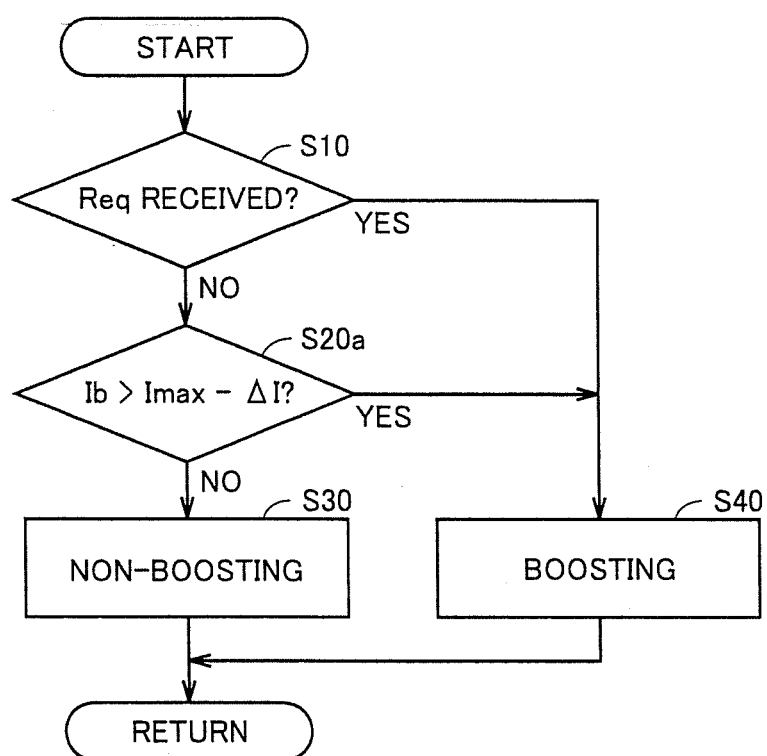 START
S10
Req RECEIVED?
YES
NO
S20a
Ib > Imax - ΔI?
YES
NO
S30
S40
NON-BOOSTING
BOOSTING
RETURN